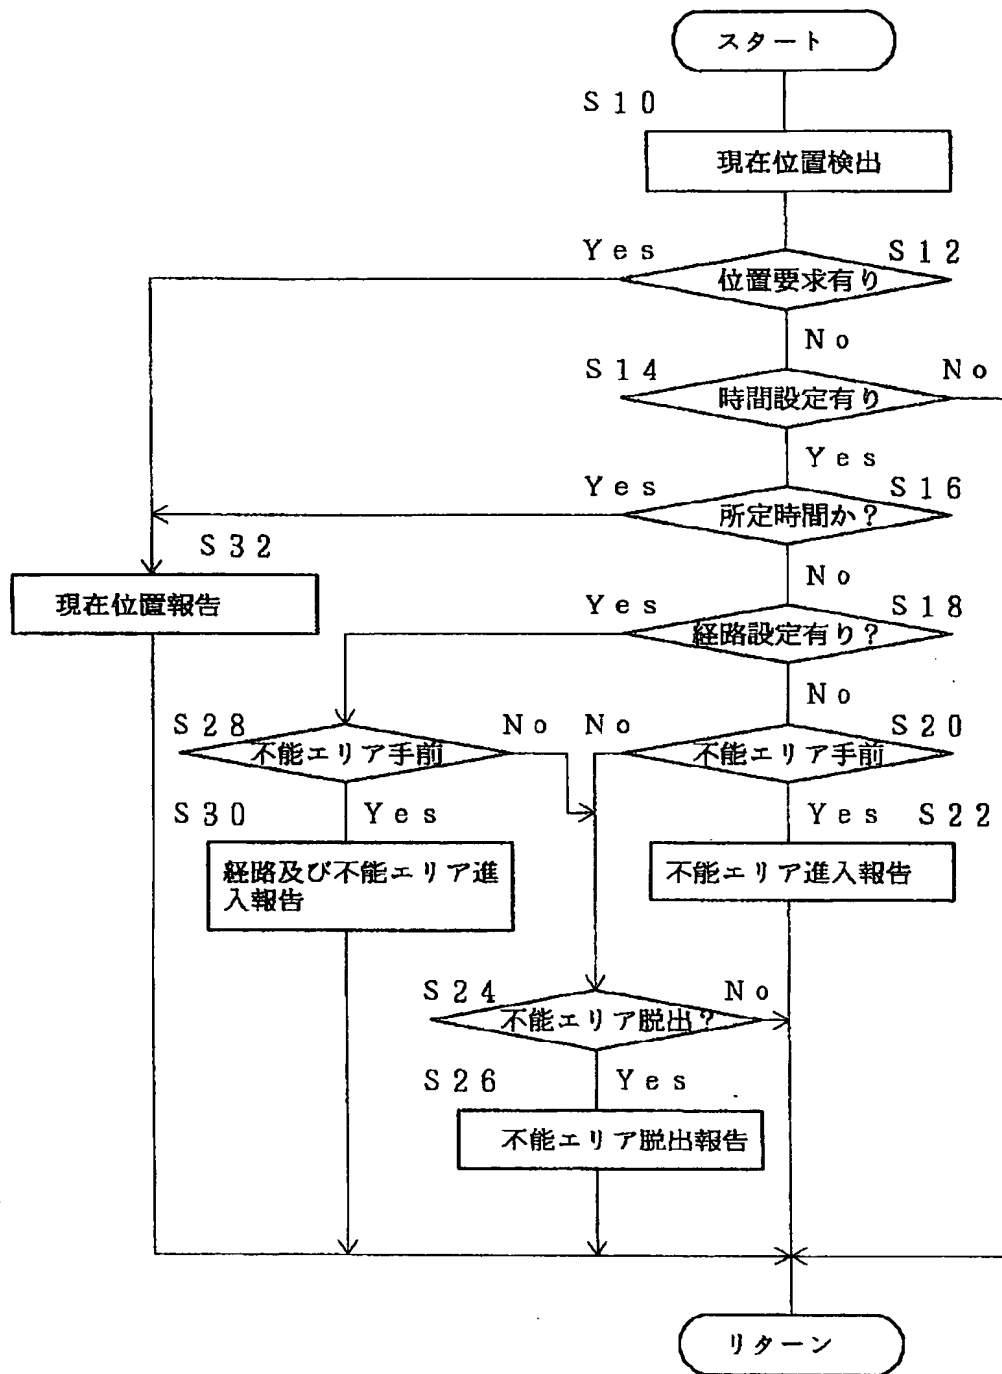 スタート
S10
現在位置検出
Yes
S12
位置要求有り
No
S14
No
時間設定有り
Yes
Yes
S16
所定時間か?
S32
No
現在位置報告
Yes
S18
経路設定有り?
No
S28
No
No
S20
不能エリア手前
不能エリア手前
S30
Yes
Yes
S22
経路及び不能エリア進
入報告
不能エリア進入報告
S24
No
不能エリア脱出?
S26
Yes
不能エリア脱出報告
リターン